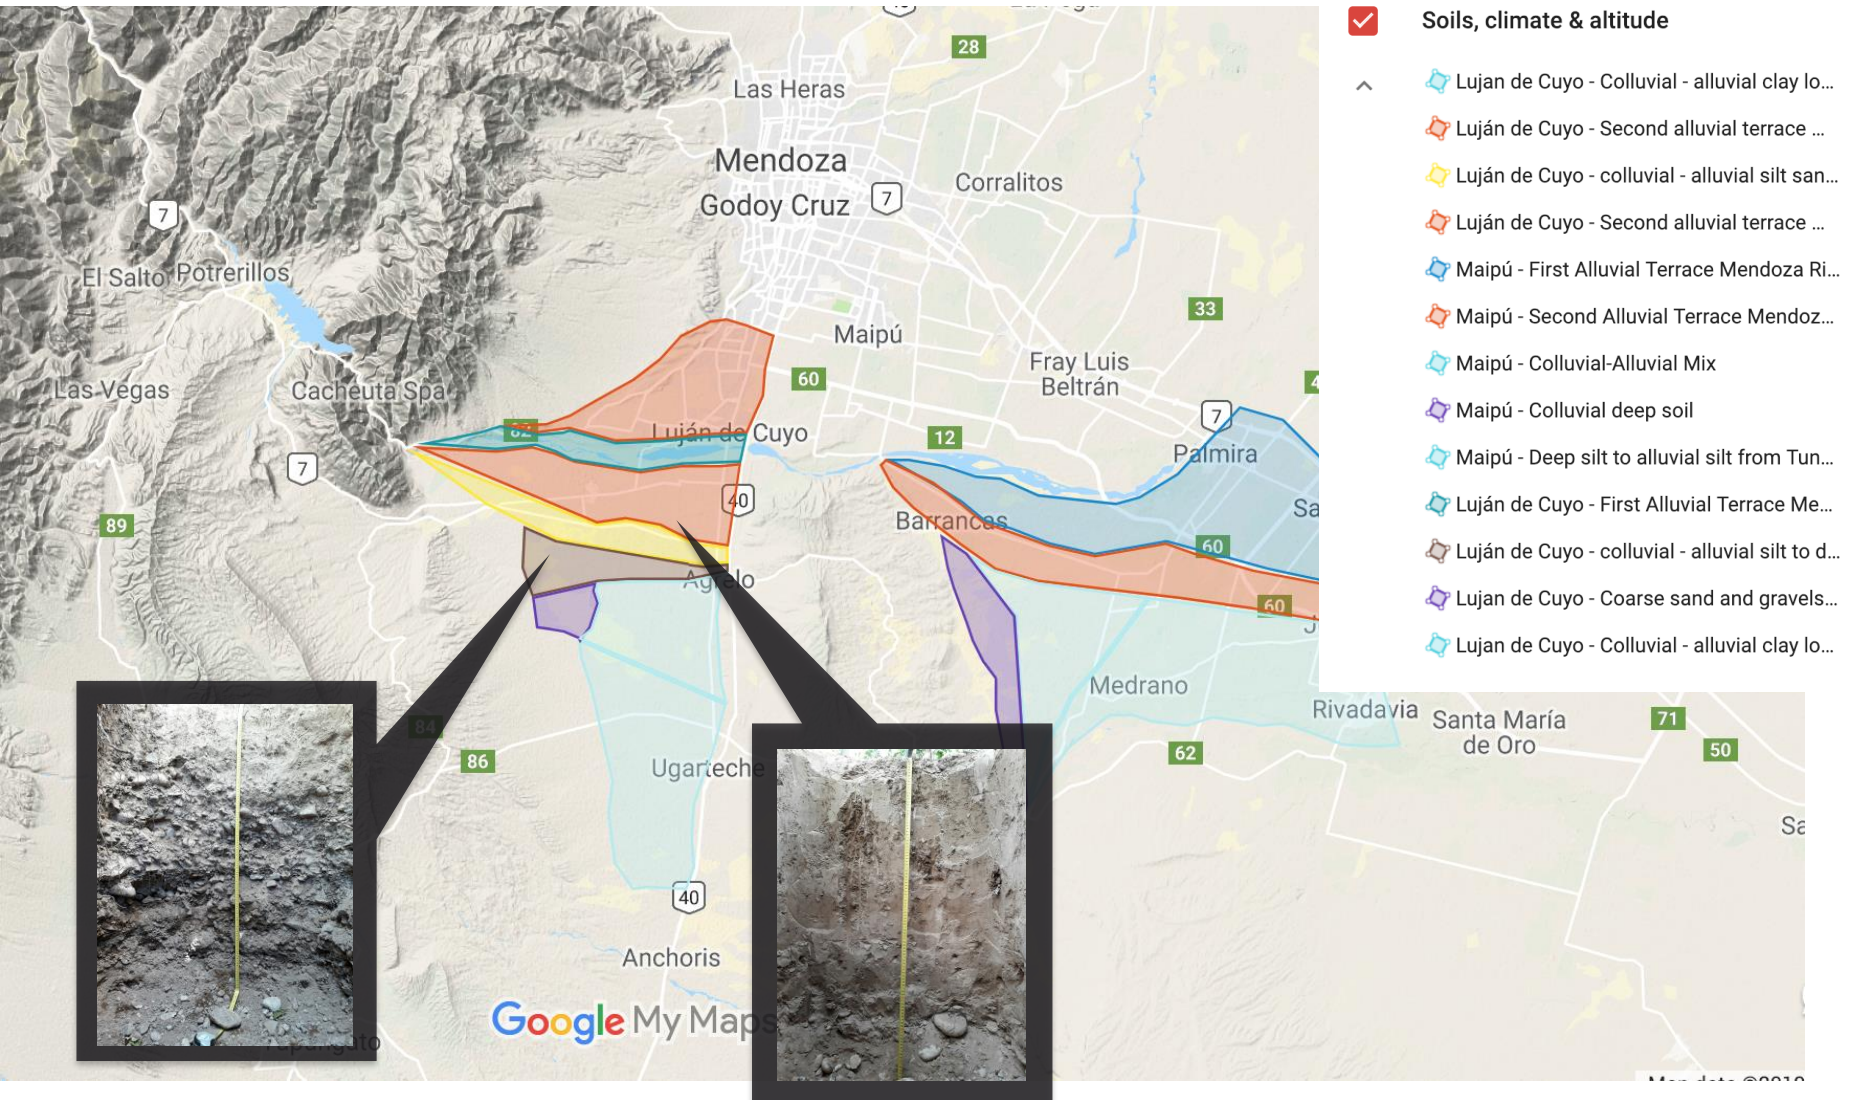 28
Las Heras
Mendoza
Godoy Cruz
7
Corralitos
7
El Salto
Potrerillos
33
Maipú
Fray Luis
Beltrán
60
Las Vegas
Cacheuta Spa
7
82
Luján de Cuyo
12
Palmira
7
40
89
Barrancas
60
Agrelo
60
Medrano
Rivadavia
Santa María
de Oro
71
50
84
86
Ugarteche
62
40
Anchoris
Google My Maps
Soils, climate & altitude
Lujan de Cuyo - Colluvial - alluvial clay lo...
Luján de Cuyo - Second alluvial terrace ...
Luján de Cuyo - colluvial - alluvial silt san...
Luján de Cuyo - Second alluvial terrace ...
Maipú - First Alluvial Terrace Mendoza Ri...
Maipú - Second Alluvial Terrace Mendoz...
Maipú - Colluvial-Alluvial Mix
Maipú - Colluvial deep soil
Maipú - Deep silt to alluvial silt from Tun...
Luján de Cuyo - First Alluvial Terrace Me...
Luján de Cuyo - colluvial - alluvial silt to d...
Lujan de Cuyo - Coarse sand and gravels...
Lujan de Cuyo - Colluvial - alluvial clay lo...